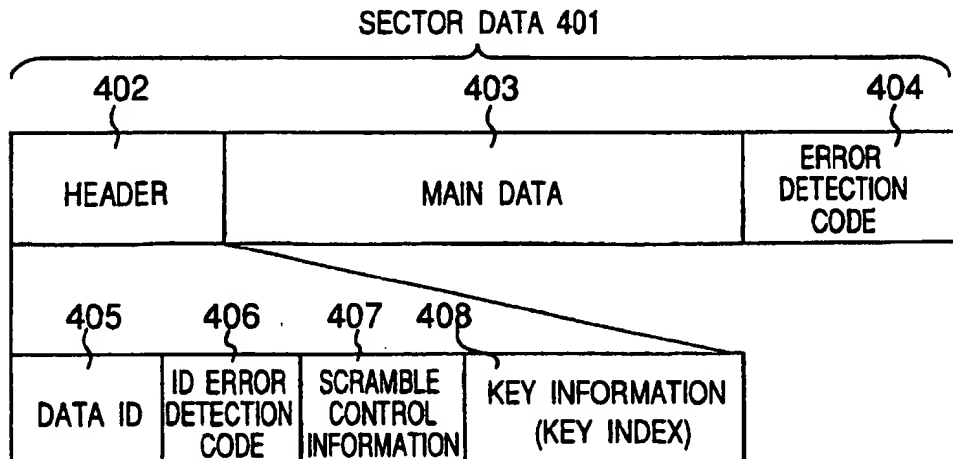 SECTOR DATA 401
402 403 404
HEADER
MAIN DATA
ERROR
DETECTION
CODE
405 406 407 408
DATA ID
ID ERROR
DETECTION
CODE
SCRAMBLE
CONTROL
INFORMATION
KEY INFORMATION
(KEY INDEX)